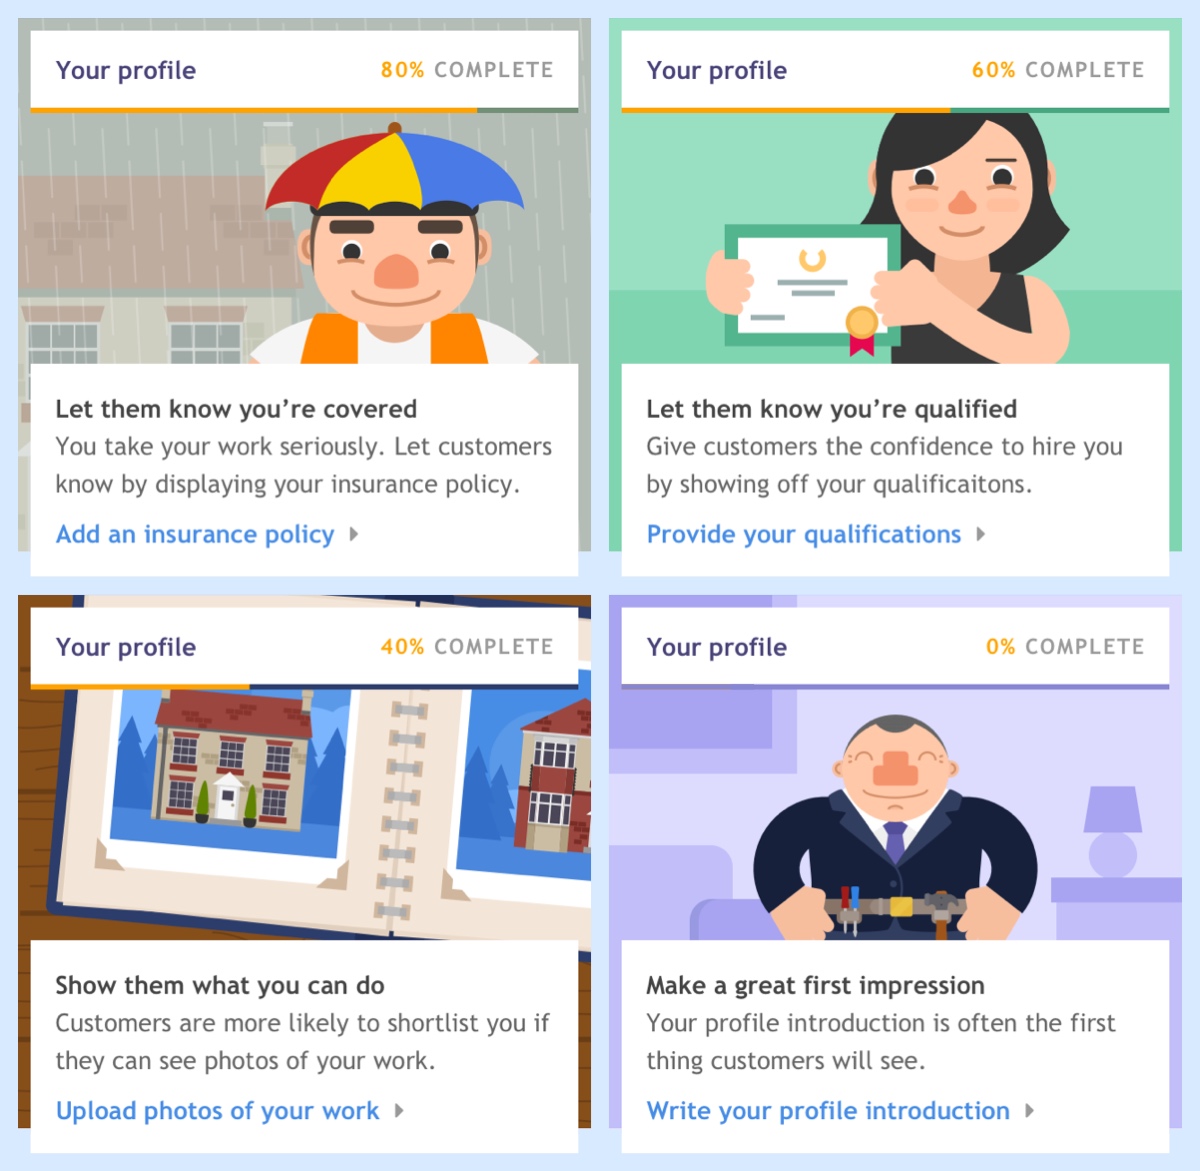 Your profile
80% COMPLETE
Let them know you’re covered
You take your work seriously. Let customers
know by displaying your insurance policy.
Add an insurance policy
Your profile
60% COMPLETE
Let them know you’re qualified
Give customers the confidence to hire you
by showing off your qualificaitons.
Provide your qualifications
Your profile
40% COMPLETE
Show them what you can do
Customers are more likely to shortlist you if
they can see photos of your work.
Upload photos of your work
Your profile
0% COMPLETE
Make a great first impression
Your profile introduction is often the first
thing customers will see.
Write your profile introduction